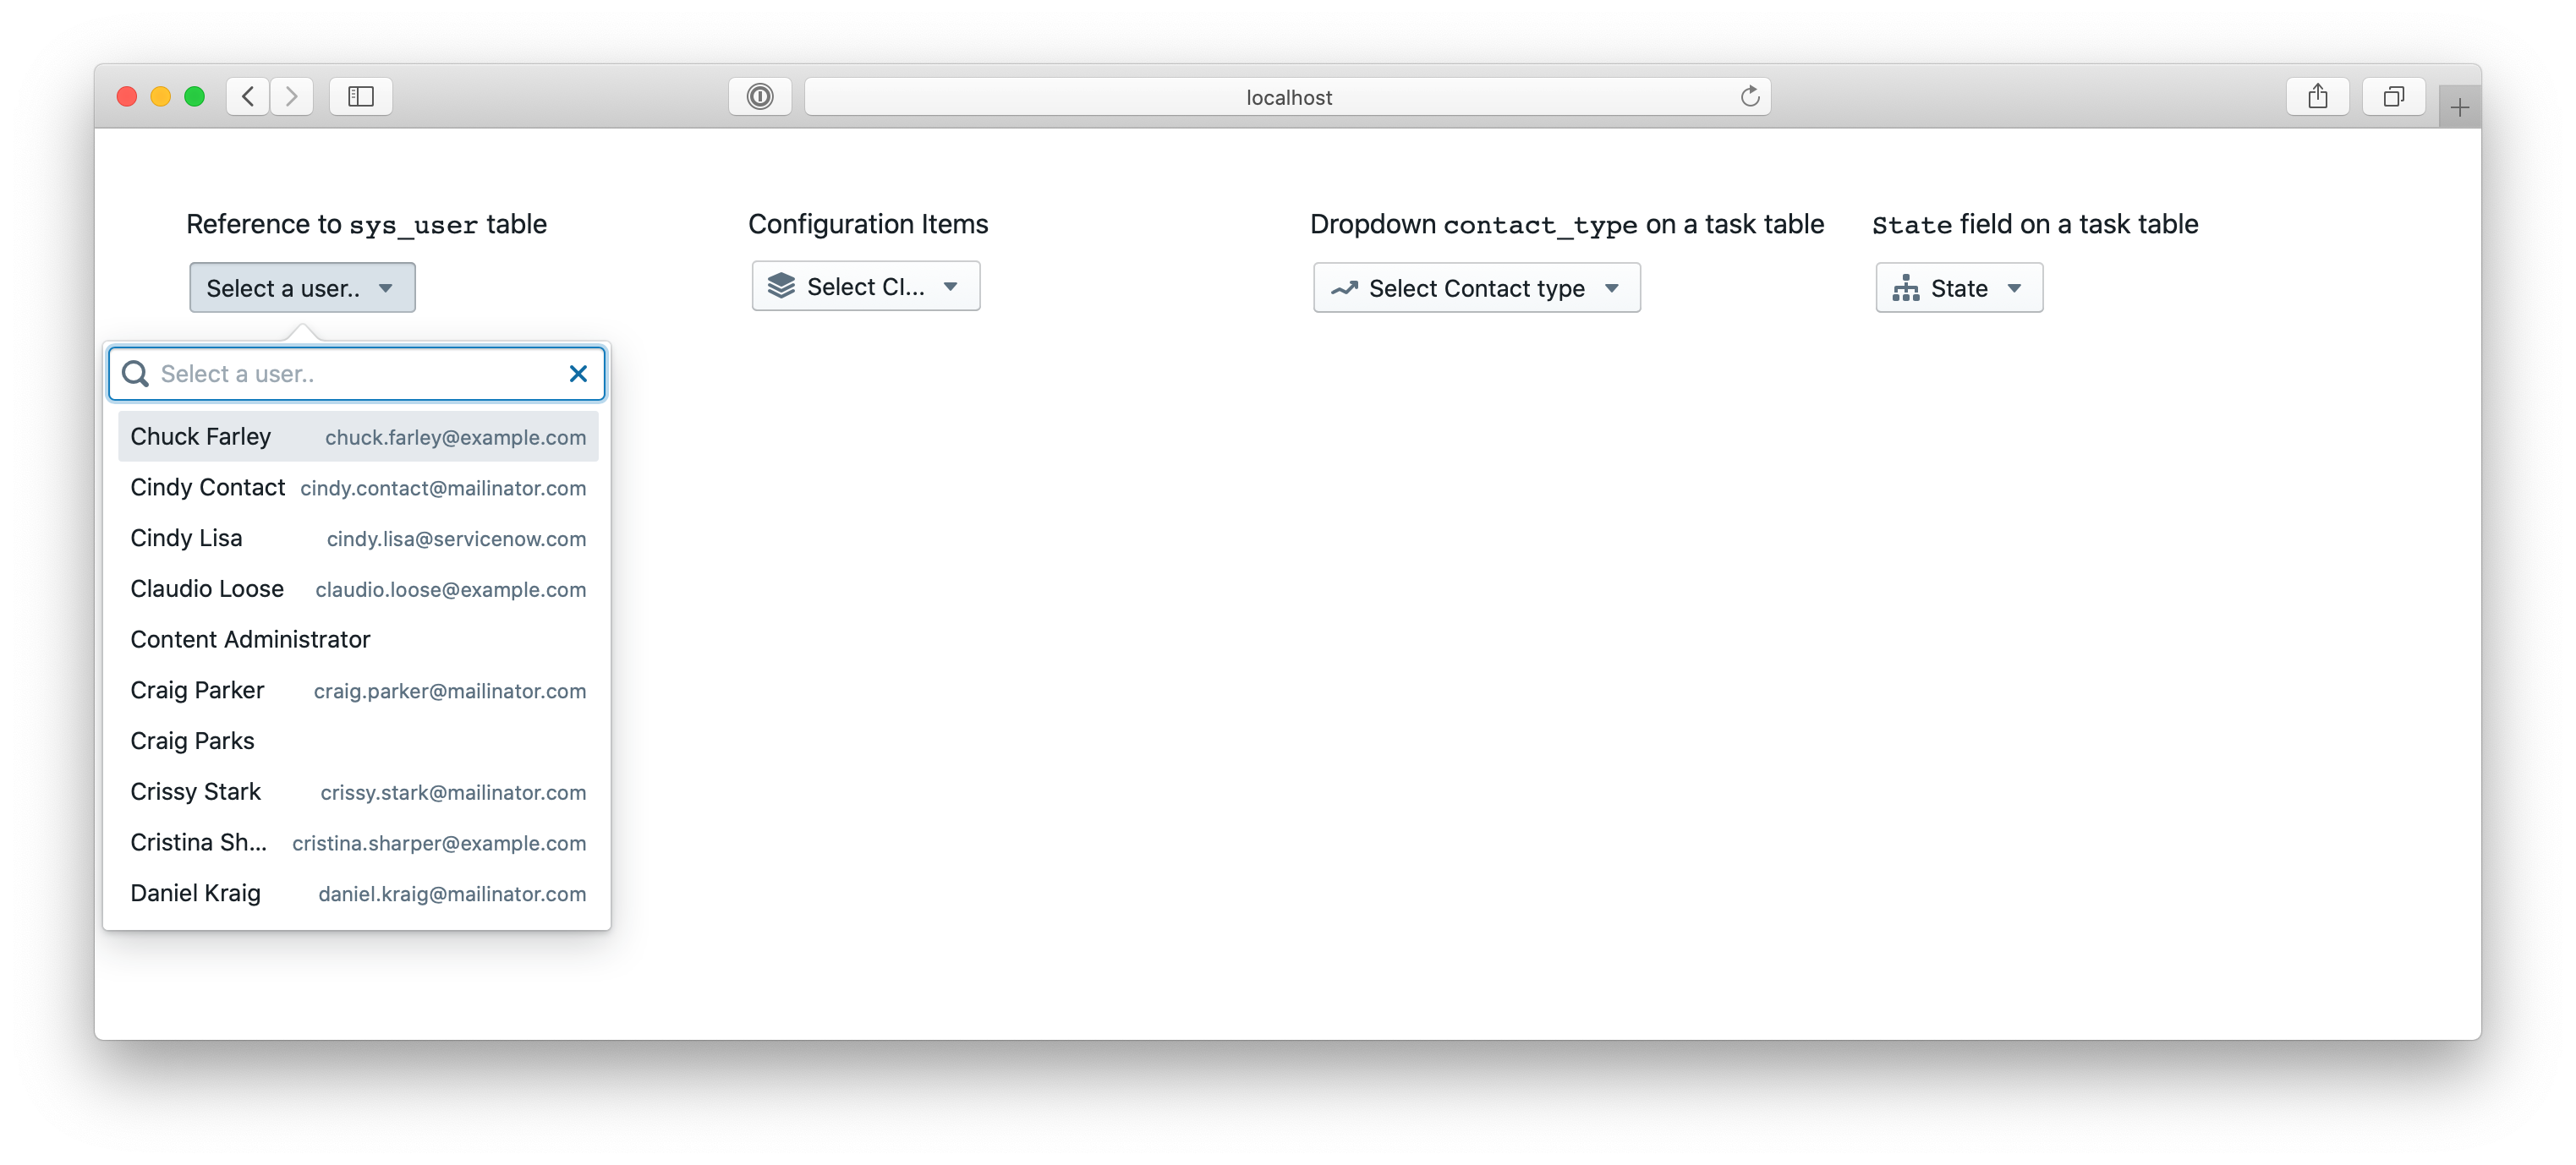 localhost
Reference to sys_user table
Configuration Items
Dropdown contact_type on a task table
State field on a task table
Select a user..
Select CI...
Select Contact type
State
Select a user..
Chuck Farley chuck.farley@example.com
Cindy Contact cindy.contact@mailinator.com
Cindy Lisa cindy.lisa@servicenow.com
Claudio Loose claudio.loose@example.com
Content Administrator
Craig Parker craig.parker@mailinator.com
Craig Parks
Crissy Stark crissy.stark@mailinator.com
Cristina Sh... cristina.sharper@example.com
Daniel Kraig daniel.kraig@mailinator.com